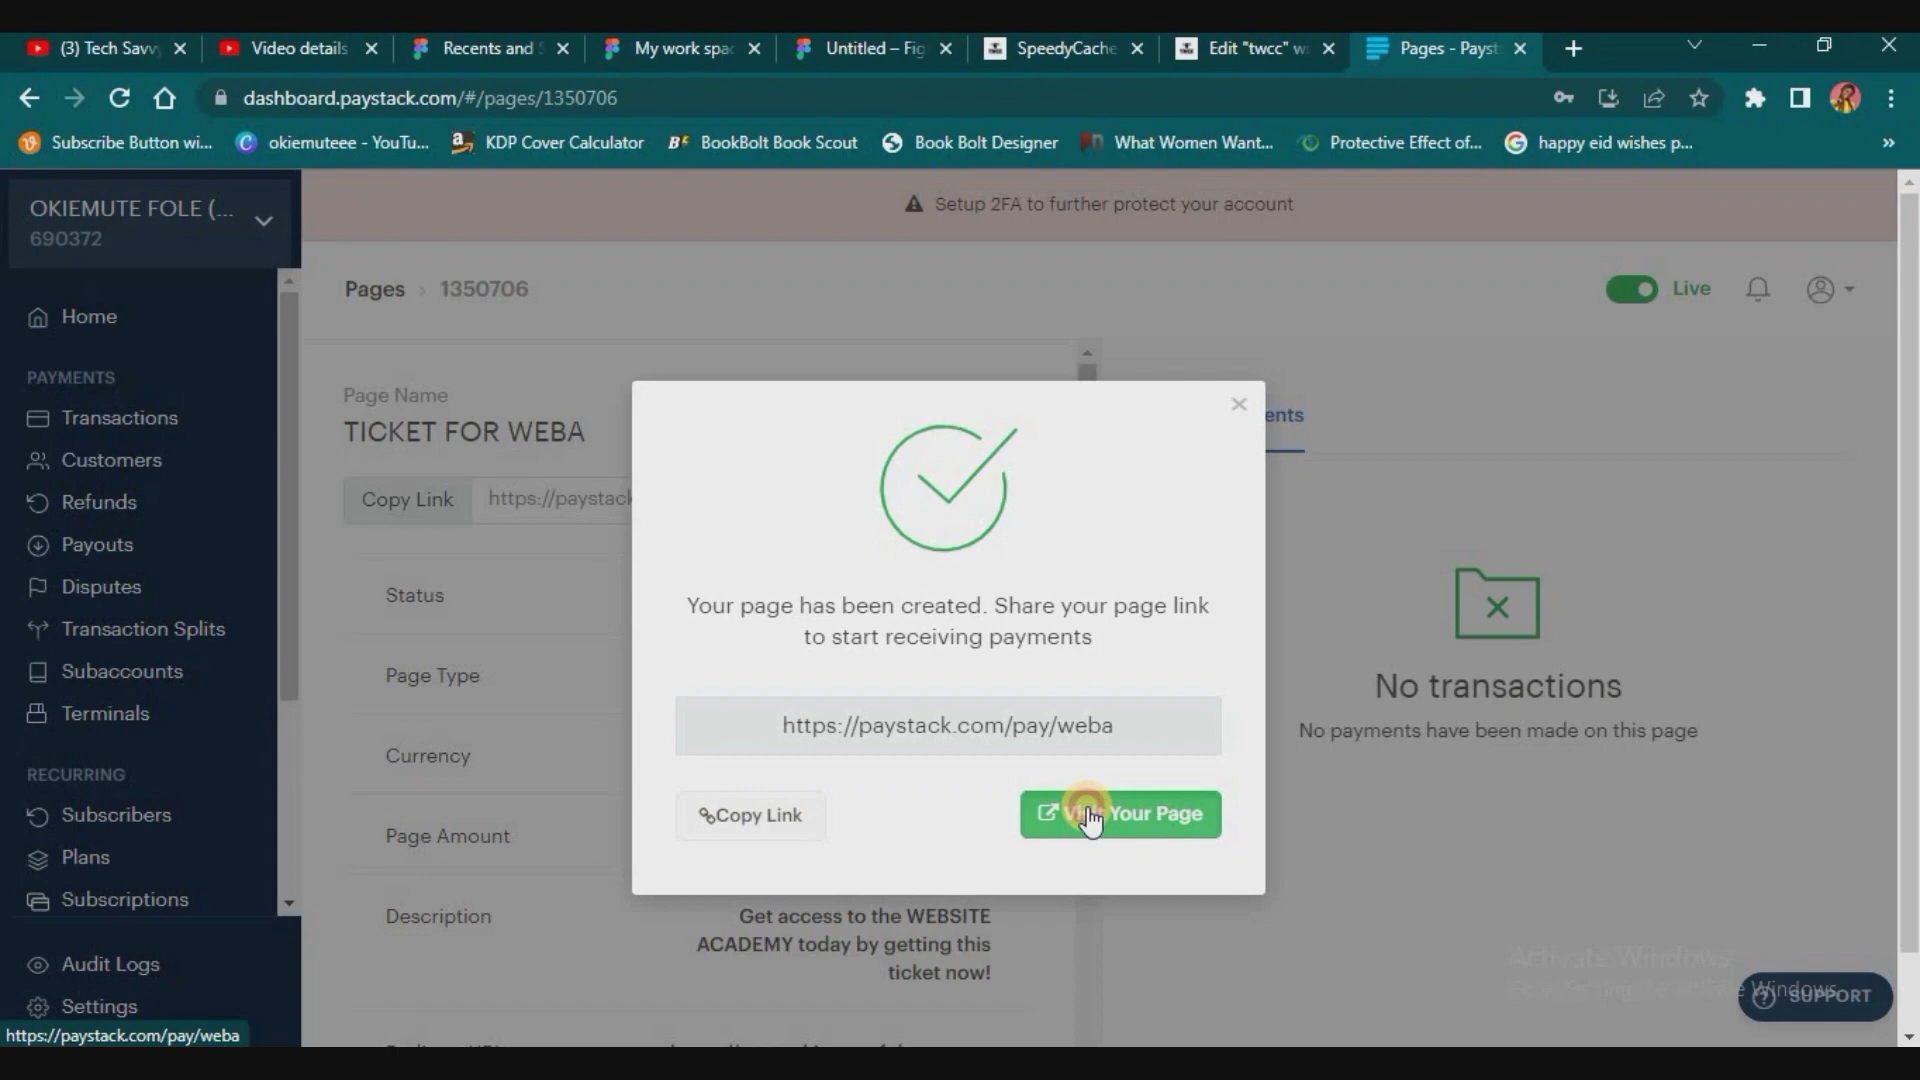 (3) Tech Savv
Video details
Recents and S
My work spac
Untitled – Fig
SpeedyCache
Edit "twcc" w
Pages - Payst
dashboard.paystack.com/#/pages/1350706
Subscribe Button wi...
okiemuteee - YouTu...
KDP Cover Calculator
BookBolt Book Scout
Book Bolt Designer
What Women Want...
Protective Effect of...
happy eid wishes p...
»
OKIEMUTE FOLE (...
690372
Setup 2FA to further protect your account
Pages › 1350706
Live
Home
PAYMENTS
Transactions
Customers
Refunds
Payouts
Disputes
Transaction Splits
Subaccounts
Terminals
RECURRING
Subscribers
Plans
Subscriptions
Audit Logs
Settings
https://paystack.com/pay/weba
Page Name
TICKET FOR WEBA
Copy Link
https://paystack
Status
Page Type
Currency
Page Amount
Description
Get access to the WEBSITE
ACADEMY today by getting this
ticket now!
Your page has been created. Share your page link
to start receiving payments
https://paystack.com/pay/weba
Copy Link
Your Page
ents
No transactions
No payments have been made on this page
Activate Windows
Windows.
SUPPORT